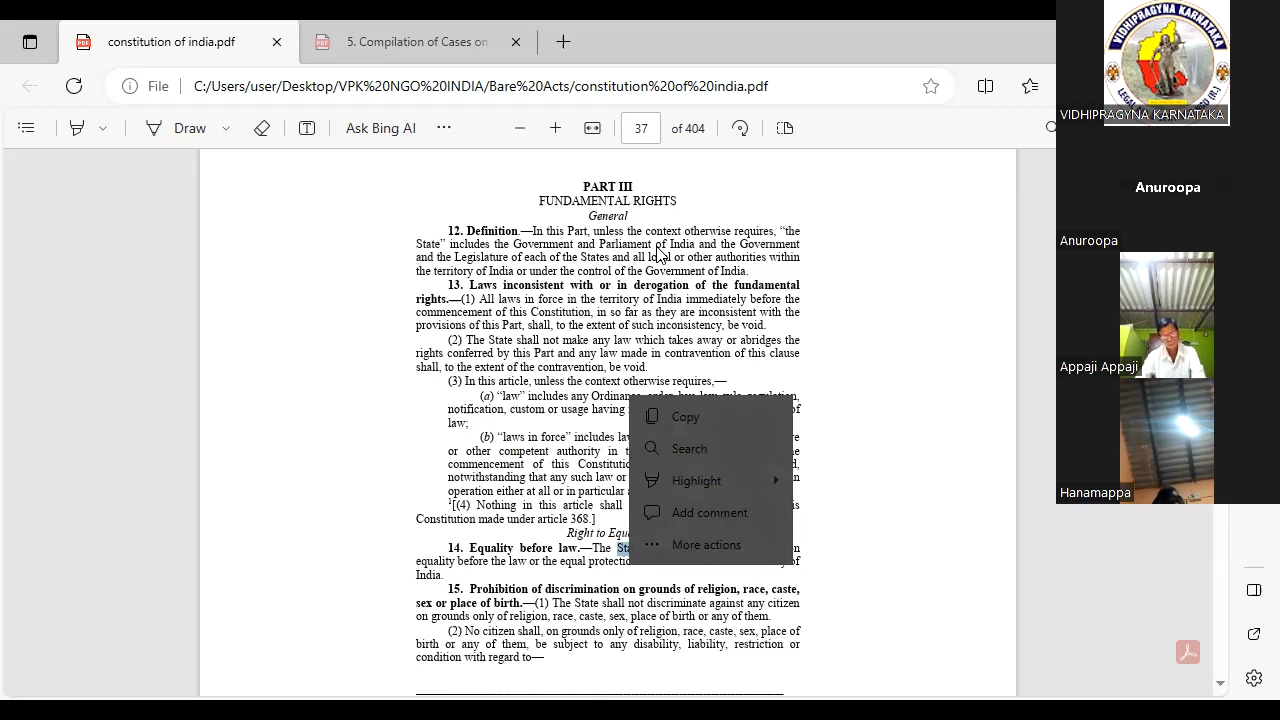 constitution of india.pdf
5. Compilation of Cases on
File
C:/Users/user/Desktop/VPK%20NGO%20INDIA/Bare%20Acts/constitution%20of%20india.pdf
Draw
Ask Bing AI
37 of 404
PART III
FUNDAMENTAL RIGHTS
General
12. Definition.—In this Part, unless the context otherwise requires, “the
State” includes the Government and Parliament of India and the Government
and the Legislature of each of the States and all local or other authorities within
the territory of India or under the control of the Government of India.
13. Laws inconsistent with or in derogation of the fundamental
rights.—(1) All laws in force in the territory of India immediately before the
commencement of this Constitution, in so far as they are inconsistent with the
provisions of this Part, shall, to the extent of such inconsistency, be void.
(2) The State shall not make any law which takes away or abridges the
rights conferred by this Part and any law made in contravention of this clause
shall, to the extent of the contravention, be void.
(3) In this article, unless the context otherwise requires,—
(a) “law” includes any Ordinance, order, bye-law, rule, regulation,
notification, custom or usage having of
law;
(b) “laws in force” includes
or other competent authority in
commencement of this
notwithstanding that any such law or
operation either at all or in particular
1[(4) Nothing in this article shall
Constitution made under article 368.]
Right to
14. Equality before law.—The
equality before the law or the equal of
India.
15. Prohibition of discrimination on grounds of religion, race, caste,
sex or place of birth.—(1) The State shall not discriminate against any citizen
on grounds only of religion, race, caste, sex, place of birth or any of them.
(2) No citizen shall, on grounds only of religion, race, caste, sex, place of
birth or any of them, be subject to any disability, liability, restriction or
condition with regard to—
Copy
Search
Highlight
Add comment
More actions
VIDHIPRAGYNA KARNATAKA
VIDHIPRAGYNA KARNATAKA
Anuroopa
Anuroopa
Appaji Appaji
Hanamappa